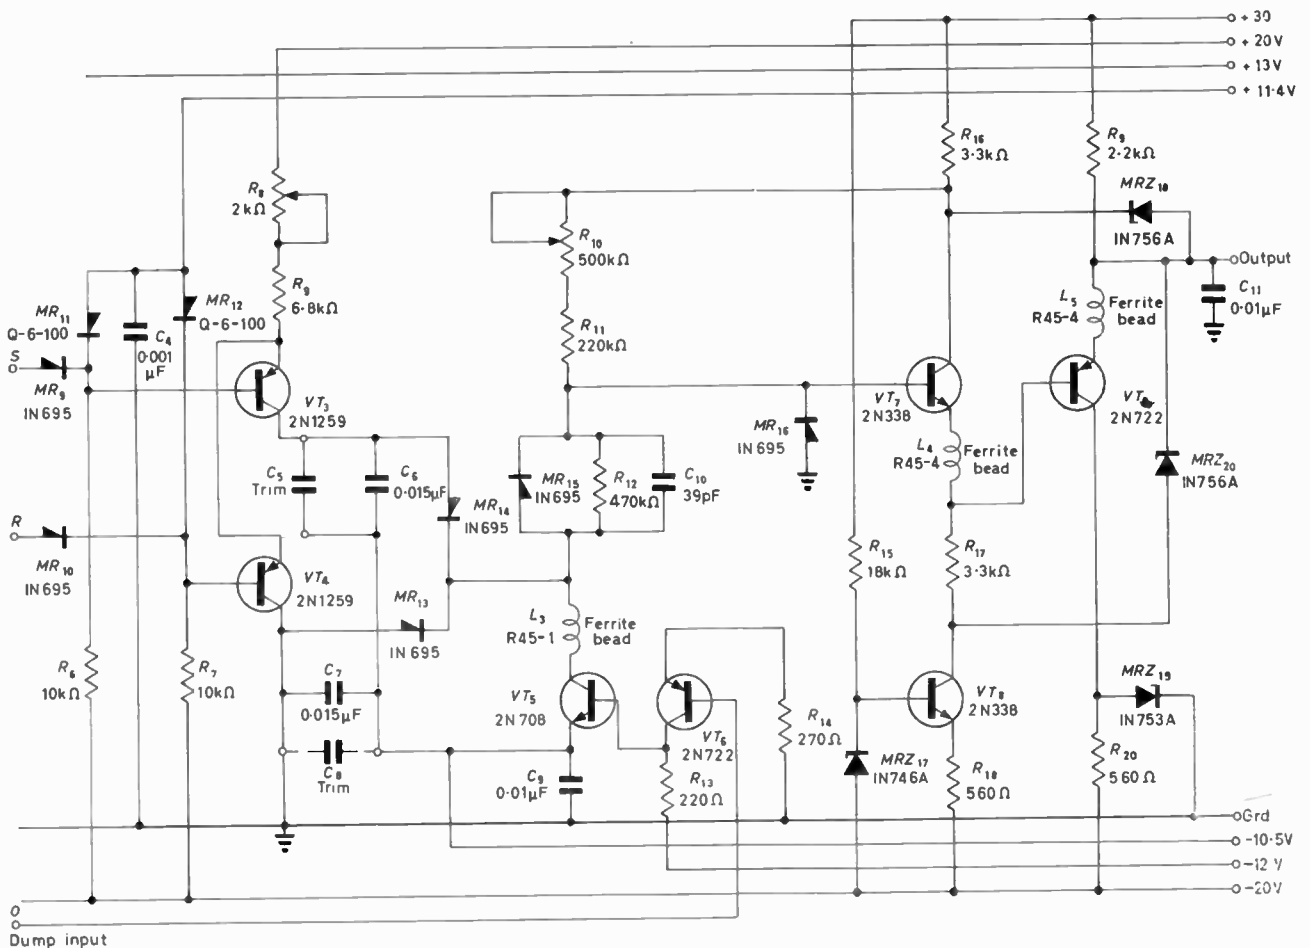 + 30
+ 20V
+ 13V
+ 11·4V
R8
2kΩ
R9
6·8kΩ
MR11
Q-6-100
MR12
Q-6-100
C4
0·001
μF
S
MR9
IN695
VT3
2N1259
C5
Trim
C6
0·015μF
MR14
IN695
R
MR10
IN695
VT4
2N1259
MR13
IN695
R6
10kΩ
R7
10kΩ
C7
0·015μF
C8
Trim
R10
500kΩ
R11
220kΩ
MR15
IN695
R12
470kΩ
C10
39pF
L3
R45-1
Ferrite
bead
VT5
2N708
C9
0·01μF
VT6
2N722
R13
220Ω
R14
270Ω
MR16
IN695
R16
3·3kΩ
R9
2·2kΩ
MRZ18
IN756A
Output
C11
0·01μF
L5
R45-4
Ferrite
bead
VT7
2N338
VT
2N722
L4
R45-4
Ferrite
bead
MRZ20
IN756A
R15
18kΩ
R17
3·3kΩ
VT8
2N338
MRZ19
IN753A
MRZ17
IN746A
R18
560Ω
R20
560Ω
Grd
-10·5V
-12V
-20V
O
Dump input